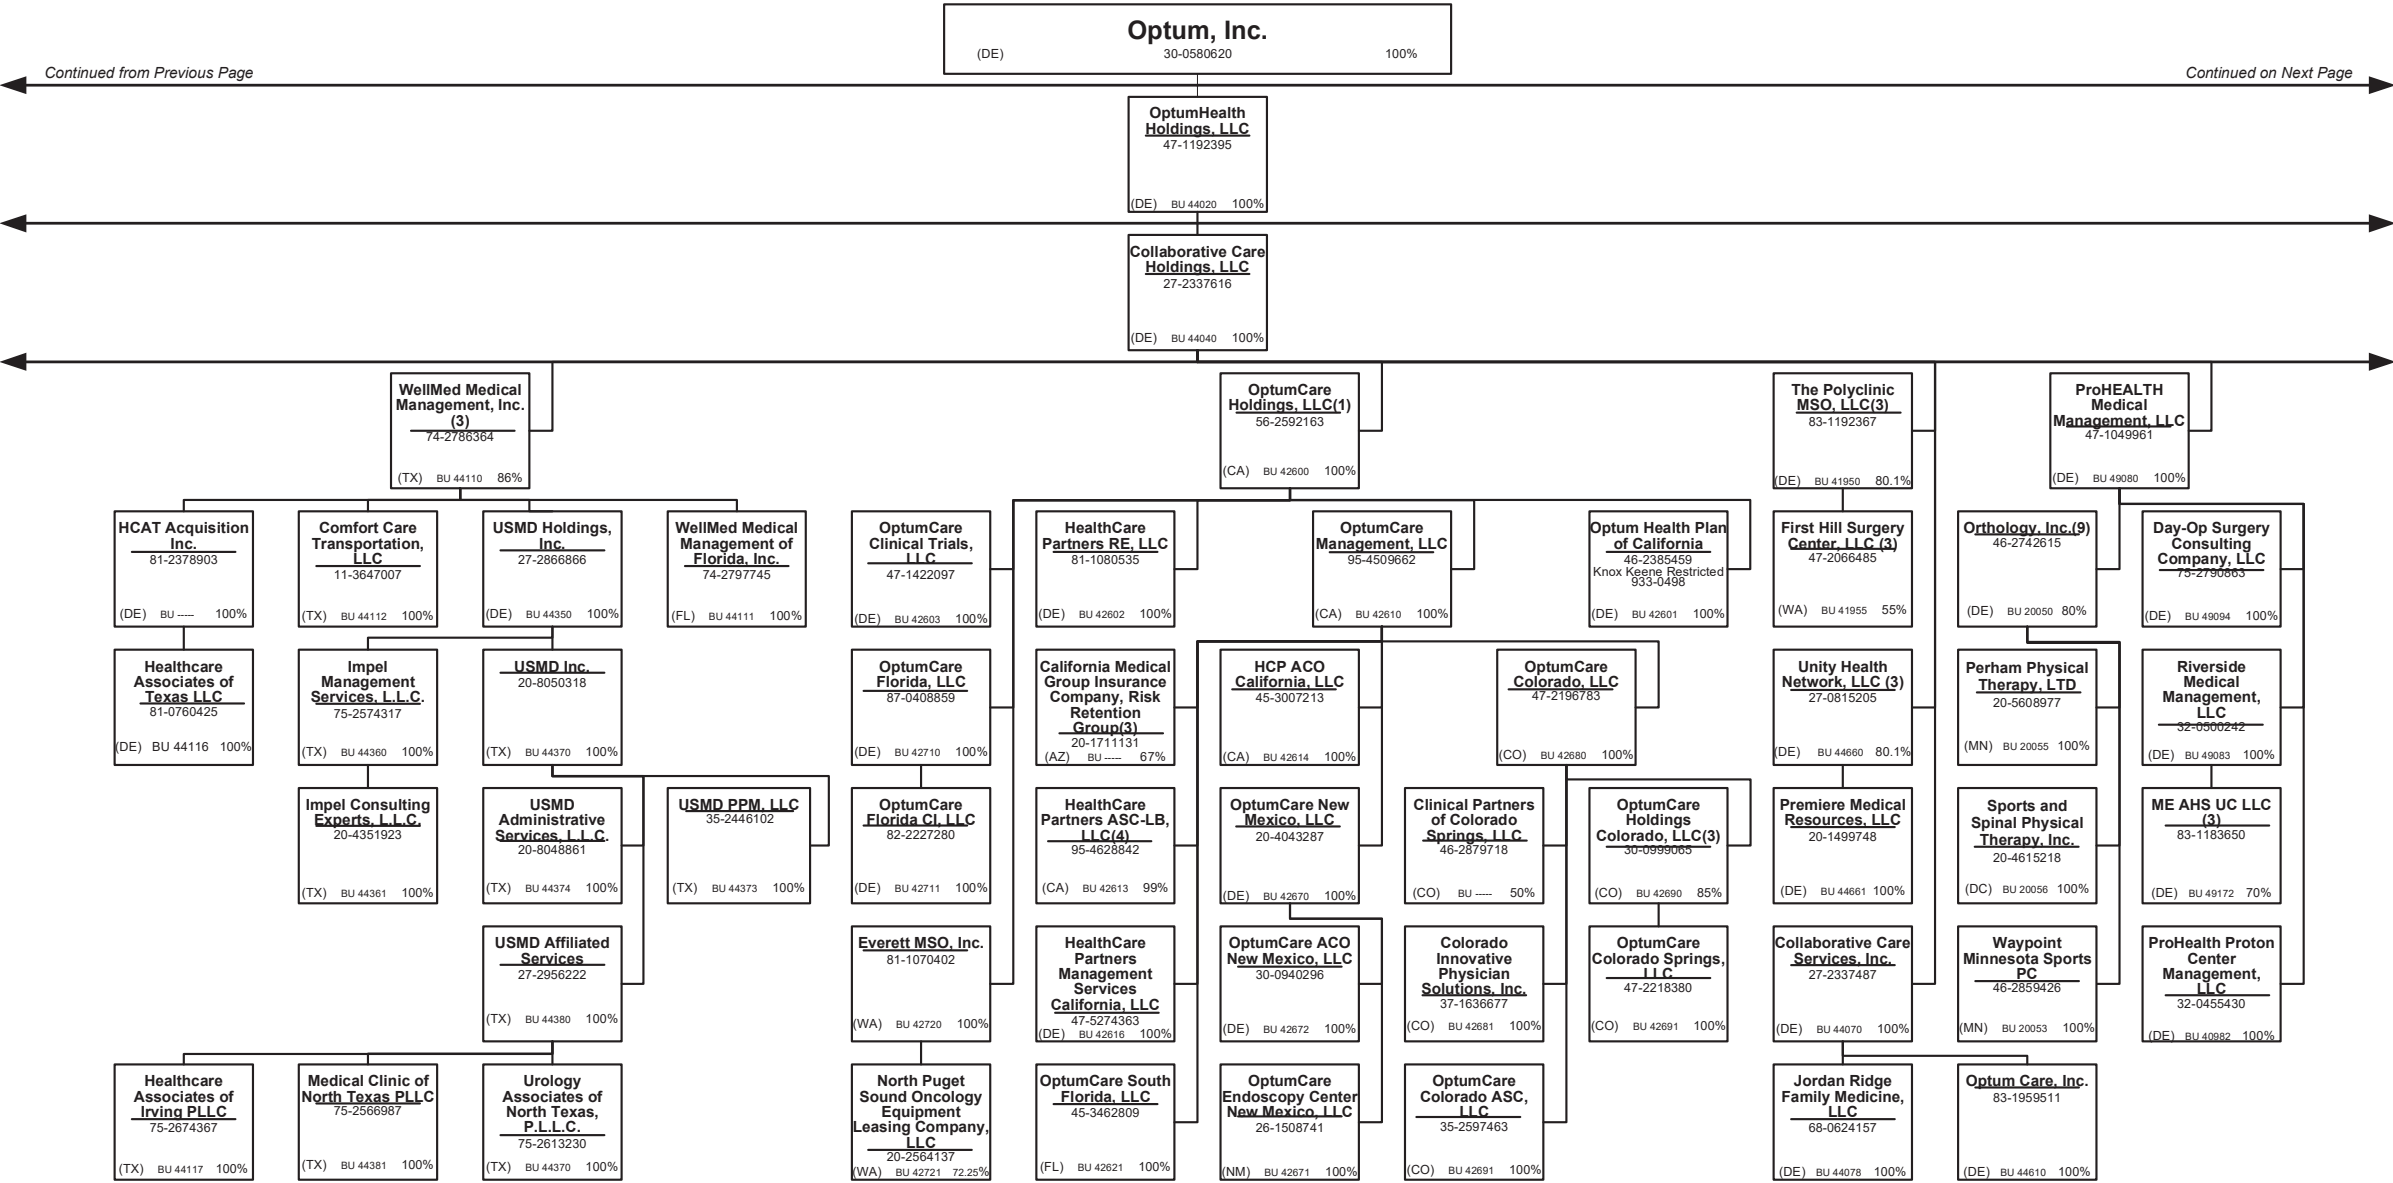 Optum, Inc.
(DE) 30-0580620 100%
Continued from Previous Page
Continued on Next Page
OptumHealth
Holdings, LLC
47-1192395
(DE) BU 44020 100%
Collaborative Care
Holdings, LLC
27-2337616
(DE) BU 44040 100%
WellMed Medical
Management, Inc.
(3)
74-2786364
(TX) BU 44110 86%
OptumCare
Holdings, LLC(1)
56-2592163
(CA) BU 42600 100%
The Polyclinic
MSO, LLC(3)
83-1192367
(DE) BU 41950 80.1%
ProHEALTH
Medical
Management, LLC
47-1049961
(DE) BU 49080 100%
HCAT Acquisition
Inc.
81-2378903
(DE) BU ----- 100%
Comfort Care
Transportation,
LLC
11-3647007
(TX) BU 44112 100%
USMD Holdings,
Inc.
27-2866866
(DE) BU 44350 100%
WellMed Medical
Management of
Florida, Inc.
74-2797745
(FL) BU 44111 100%
OptumCare
Clinical Trials,
LLC
47-1422097
(DE) BU 42603 100%
HealthCare
Partners RE, LLC
81-1080535
(DE) BU 42602 100%
OptumCare
Management, LLC
95-4509662
(CA) BU 42610 100%
Optum Health Plan
of California
46-2385459
Knox Keene Restricted
933-0498
(DE) BU 42601 100%
First Hill Surgery
Center, LLC (3)
47-2066485
(WA) BU 41955 55%
Orthology, Inc.(9)
46-2742615
(DE) BU 20050 80%
Day-Op Surgery
Consulting
Company, LLC
75-2790863
(DE) BU 49094 100%
Healthcare
Associates of
Texas LLC
81-0760425
(DE) BU 44116 100%
Impel
Management
Services, L.L.C.
75-2574317
(TX) BU 44360 100%
USMD Inc.
20-8050318
(TX) BU 44370 100%
OptumCare
Florida, LLC
87-0408859
(DE) BU 42710 100%
California Medical
Group Insurance
Company, Risk
Retention
Group(3)
20-1711131
(AZ) BU ----- 67%
HCP ACO
California, LLC
45-3007213
(CA) BU 42614 100%
OptumCare
Colorado, LLC
47-2196783
(CO) BU 42680 100%
Unity Health
Network, LLC (3)
27-0815205
(DE) BU 44660 80.1%
Perham Physical
Therapy, LTD
20-5608977
(MN) BU 20055 100%
Riverside
Medical
Management,
LLC
32-0500242
(DE) BU 49083 100%
Impel Consulting
Experts, L.L.C.
20-4351923
(TX) BU 44361 100%
USMD
Administrative
Services, L.L.C.
20-8048861
(TX) BU 44374 100%
USMD PPM, LLC
35-2446102
(TX) BU 44373 100%
OptumCare
Florida CI, LLC
82-2227280
(DE) BU 42711 100%
HealthCare
Partners ASC-LB,
LLC(4)
95-4628842
(CA) BU 42613 99%
OptumCare New
Mexico, LLC
20-4043287
(DE) BU 42670 100%
Clinical Partners
of Colorado
Springs, LLC
46-2879718
(CO) BU ----- 50%
OptumCare
Holdings
Colorado, LLC(3)
30-0999065
(CO) BU 42690 85%
Premiere Medical
Resources, LLC
20-1499748
(DE) BU 44661 100%
Sports and
Spinal Physical
Therapy, Inc.
20-4615218
(DC) BU 20056 100%
ME AHS UC LLC
(3)
83-1183650
(DE) BU 49172 70%
USMD Affiliated
Services
27-2956222
(TX) BU 44380 100%
Everett MSO, Inc.
81-1070402
(WA) BU 42720 100%
HealthCare
Partners
Management
Services
California, LLC
47-5274363
(DE) BU 42616 100%
OptumCare ACO
New Mexico, LLC
30-0940296
(DE) BU 42672 100%
Colorado
Innovative
Physician
Solutions, Inc.
37-1636677
(CO) BU 42681 100%
OptumCare
Colorado Springs,
LLC
47-2218380
(CO) BU 42691 100%
Collaborative Care
Services, Inc.
27-2337487
(DE) BU 44070 100%
Waypoint
Minnesota Sports
PC
46-2859426
(MN) BU 20053 100%
ProHealth Proton
Center
Management,
LLC
32-0455430
(DE) BU 40982 100%
Healthcare
Associates of
Irving PLLC
75-2674367
(TX) BU 44117 100%
Medical Clinic of
North Texas PLLC
75-2566987
(TX) BU 44381 100%
Urology
Associates of
North Texas,
P.L.L.C.
75-2613230
(TX) BU 44370 100%
North Puget
Sound Oncology
Equipment
Leasing Company,
LLC
20-2564137
(WA) BU 42721 72.25%
OptumCare South
Florida, LLC
45-3462809
(FL) BU 42621 100%
OptumCare
Endoscopy Center
New Mexico, LLC
26-1508741
(NM) BU 42671 100%
OptumCare
Colorado ASC,
LLC
35-2597463
(CO) BU 42691 100%
Jordan Ridge
Family Medicine,
LLC
68-0624157
(DE) BU 44078 100%
Optum Care, Inc.
83-1959511
(DE) BU 44610 100%